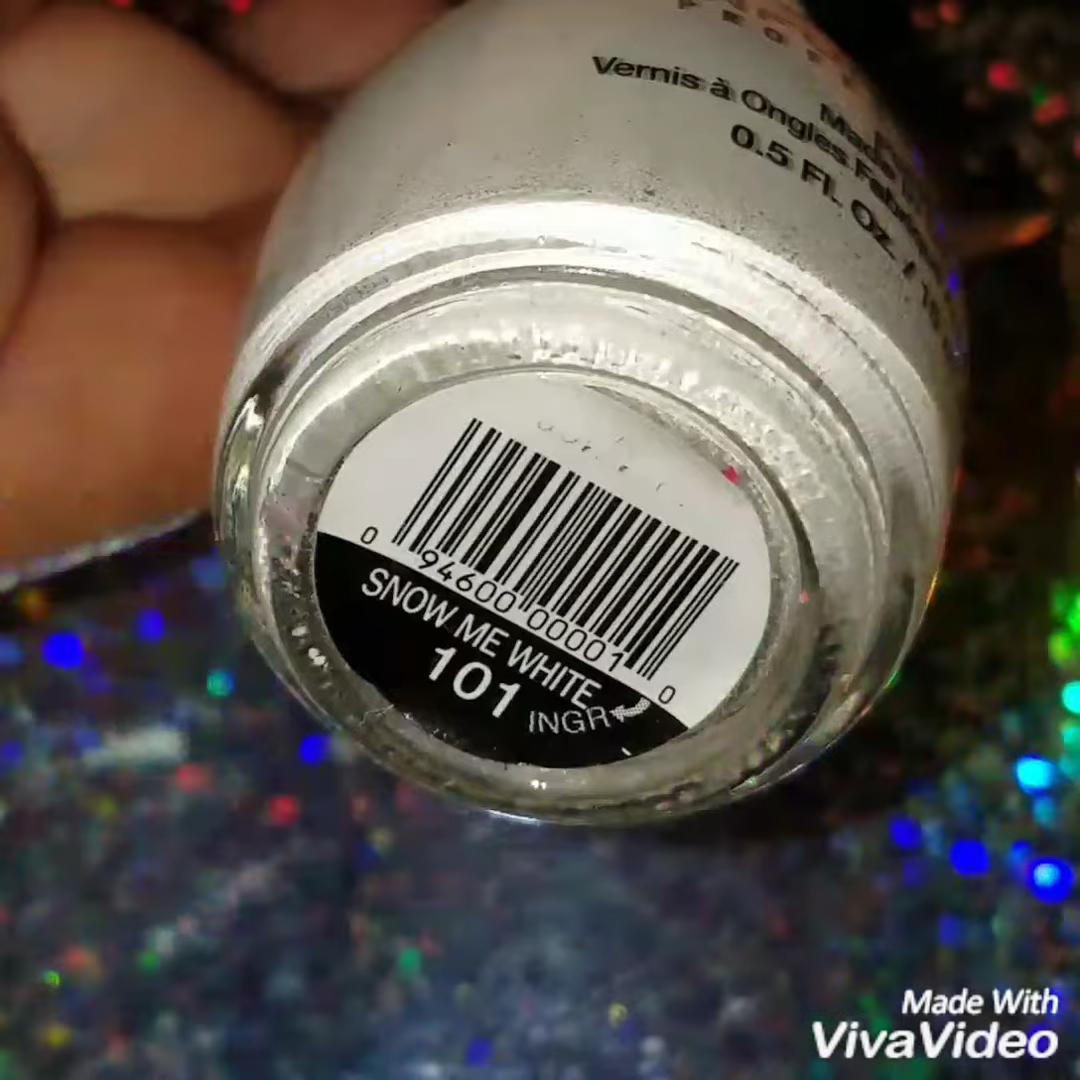 Vernis à Ongles
0.5 Fl. Oz. /
0 94600 00001 0
SNOW ME WHITE
101 INGR
Made With
VivaVideo